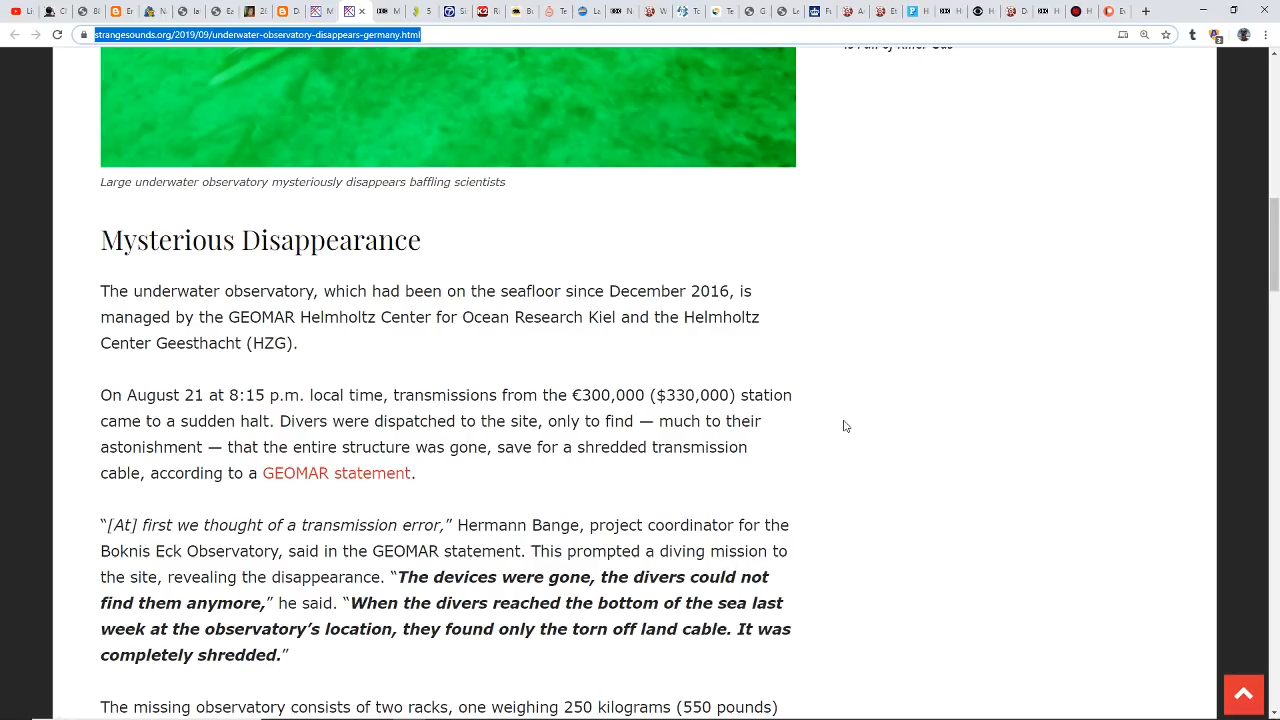 strangesounds.org/2019/09/underwater-observatory-disappears-germany.html
Large underwater observatory mysteriously disappears baffling scientists
Mysterious Disappearance
The underwater observatory, which had been on the seafloor since December 2016, is
managed by the GEOMAR Helmholtz Center for Ocean Research Kiel and the Helmholtz
Center Geesthacht (HZG).
On August 21 at 8:15 p.m. local time, transmissions from the €300,000 ($330,000) station
came to a sudden halt. Divers were dispatched to the site, only to find — much to their
astonishment — that the entire structure was gone, save for a shredded transmission
cable, according to a GEOMAR statement.
“[At] first we thought of a transmission error,” Hermann Bange, project coordinator for the
Boknis Eck Observatory, said in the GEOMAR statement. This prompted a diving mission to
the site, revealing the disappearance. “The devices were gone, the divers could not
find them anymore,” he said. “When the divers reached the bottom of the sea last
week at the observatory’s location, they found only the torn off land cable. It was
completely shredded.”
The missing observatory consists of two racks, one weighing 250 kilograms (550 pounds)